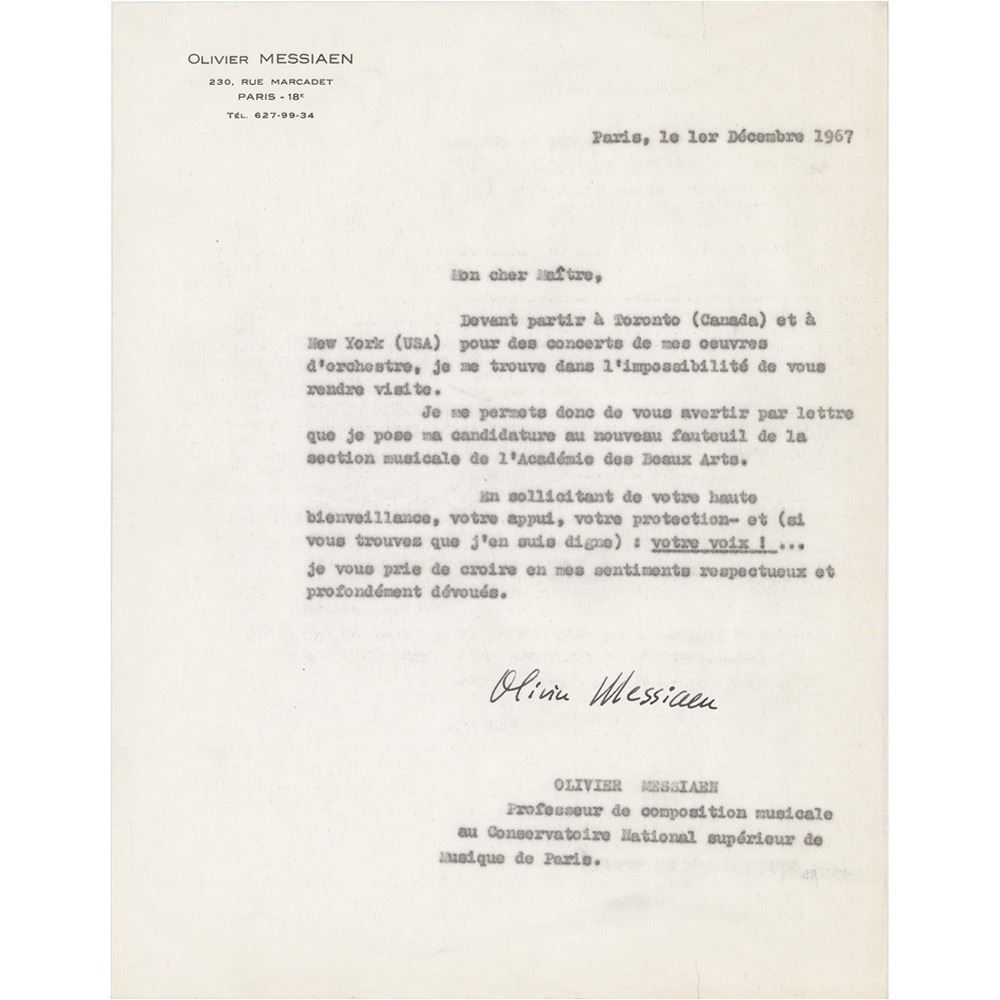 OLIVIER MESSIAEN
230, RUE MARCADET
PARIS - 18E
TÉL. 627-99-34
Paris, le 1er Décembre 1967
Mon cher Maître,
Devant partir à Toronto (Canada) et à
New York (USA) pour des concerts de mes oeuvres
d'orchestre, je me trouve dans l'impossibilité de vous
rendre visite.
Je me permets donc de vous avertir par lettre
que je pose ma candidature au nouveau fauteuil de la
section musicale de l'Académie des Beaux Arts.
En sollicitant de votre haute
bienveillance, votre appui, votre protection- et (si
vous trouvez que j'en suis digne) : votre voix ! ...
je vous prie de croire en mes sentiments respectueux et
profondément dévoués.
Olivier Messiaen
OLIVIER MESSIAEN
Professeur de composition musicale
au Conservatoire National supérieur de
Musique de Paris.